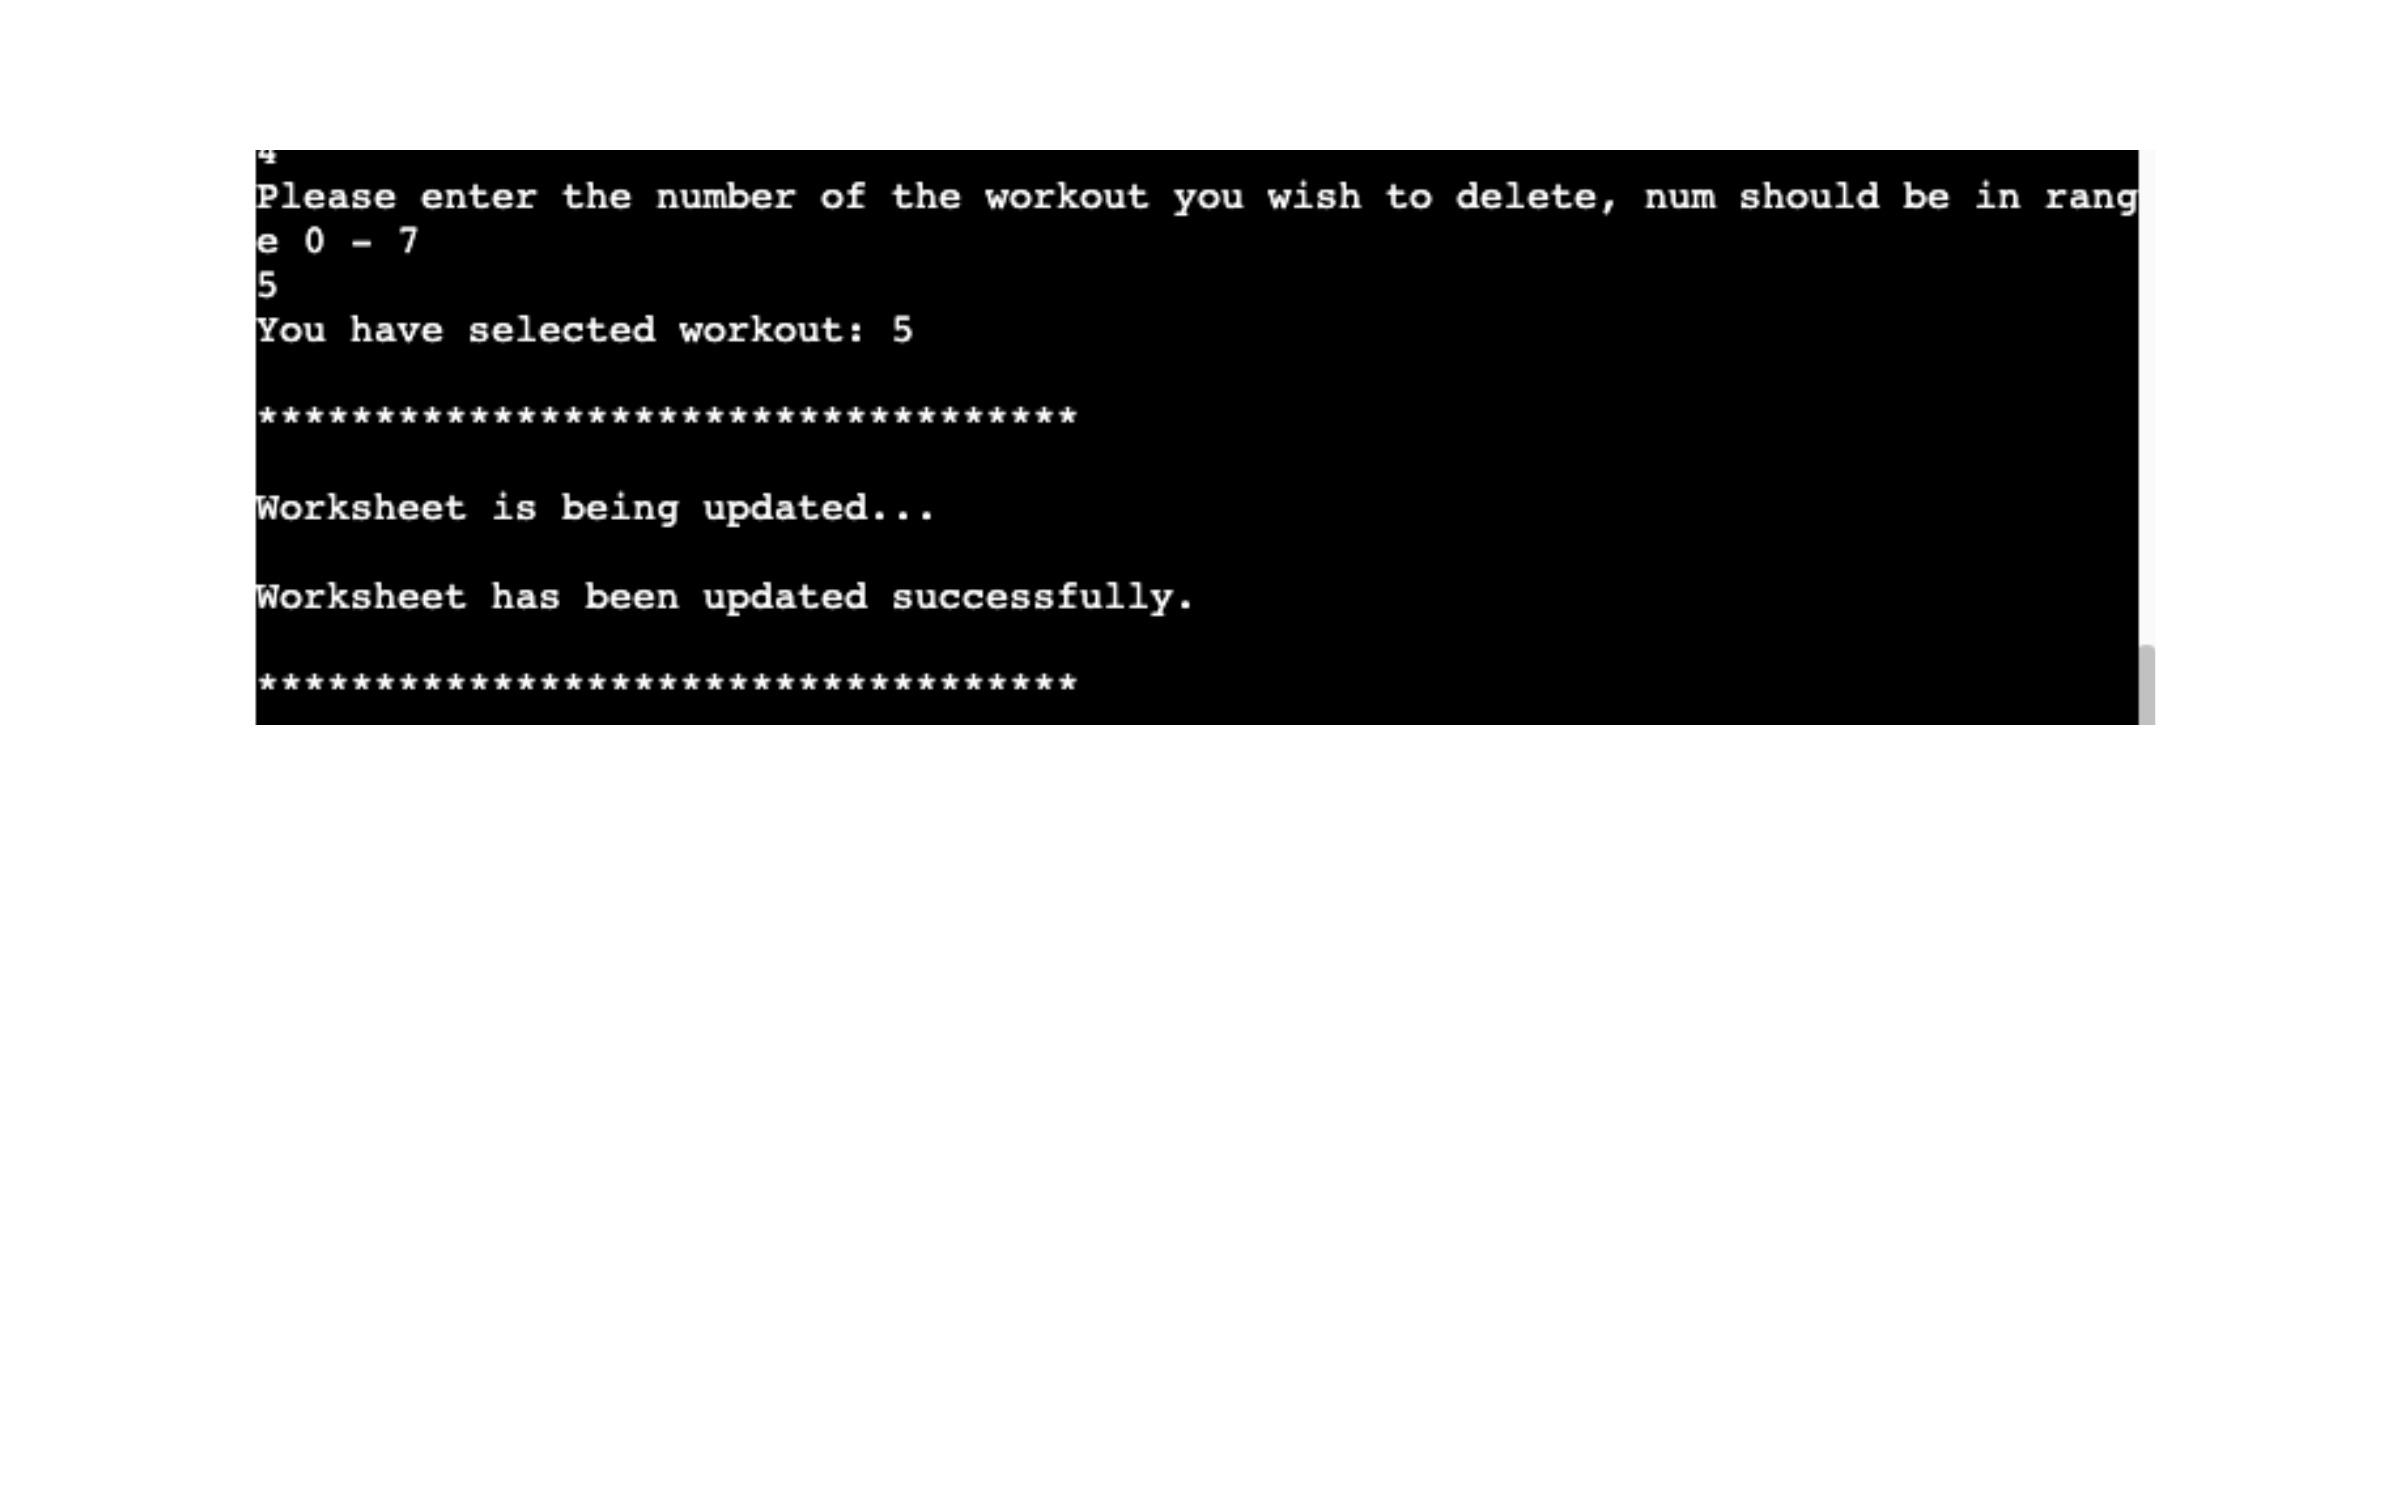 4
Please enter the number of the workout you wish to delete, num should be in rang
e 0 - 7
5
You have selected workout: 5
***********************************
Worksheet is being updated...
Worksheet has been updated successfully.
***********************************